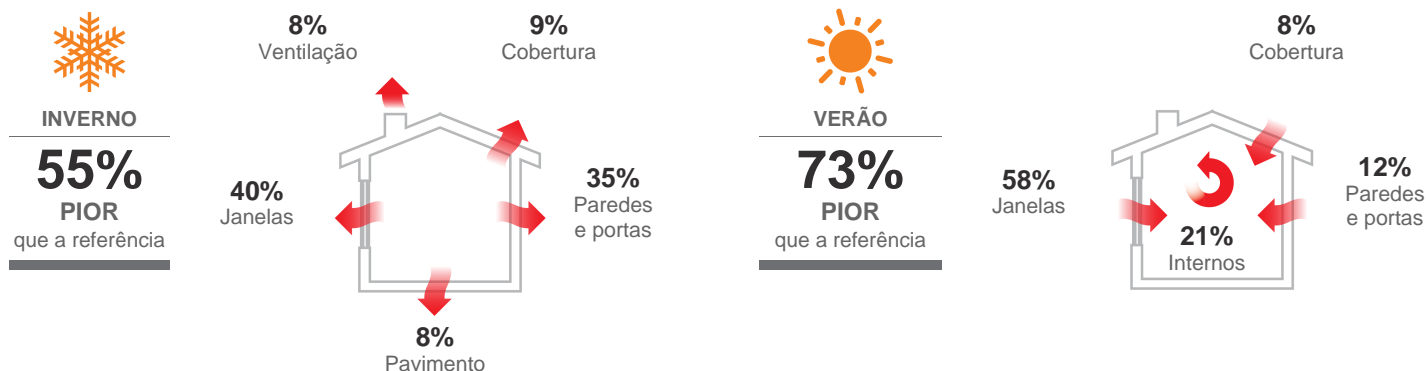 INVERNO
55%
PIOR
que a referência
8%
Ventilação
9%
Cobertura
40%
Janelas
35%
Paredes
e portas
8%
Pavimento
VERÃO
73%
PIOR
que a referência
8%
Cobertura
58%
Janelas
12%
Paredes
e portas
21%
Internos